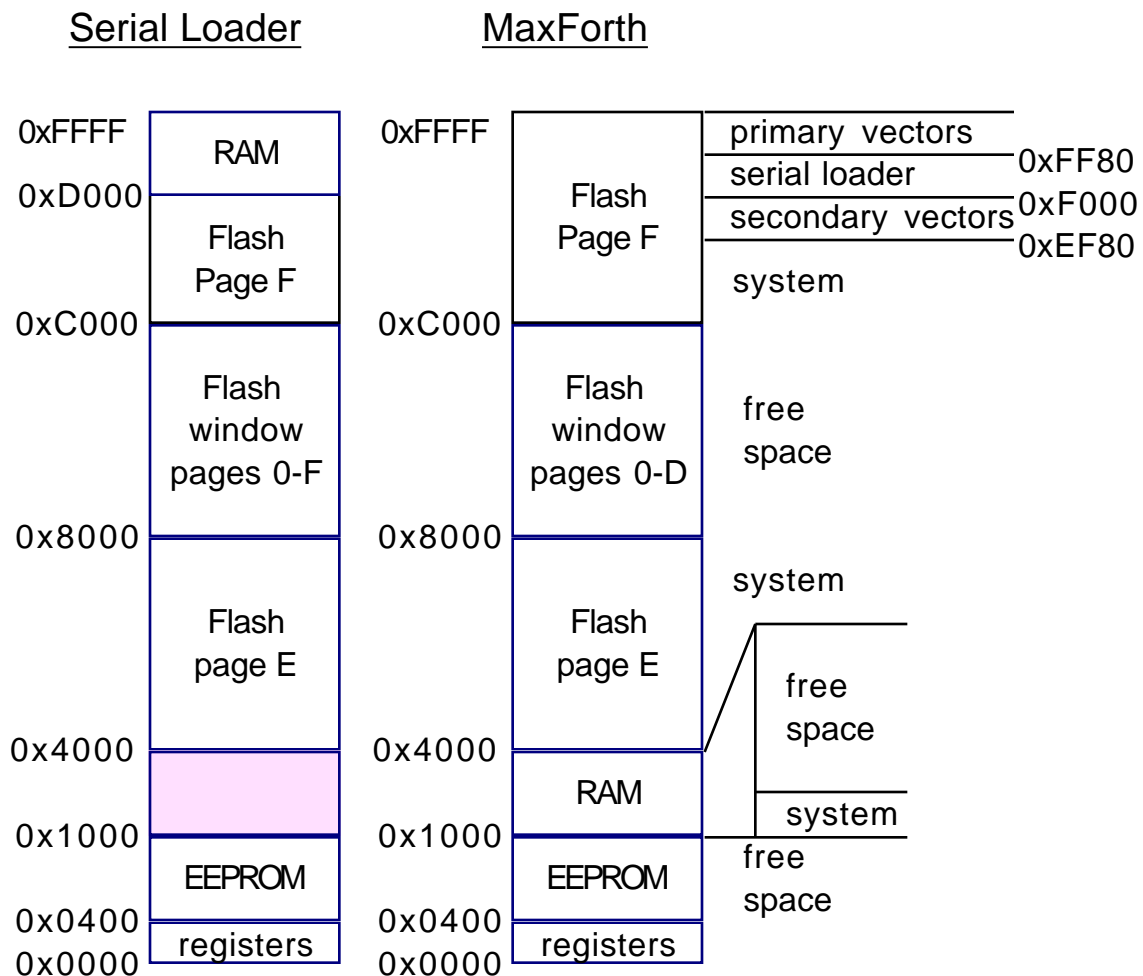 Serial Loader
MaxForth
0xFFFF
RAM
0xD000
Flash
Page F
0xC000
Flash
window
pages 0-F
0x8000
Flash
page E
0x4000
0x1000
EEPROM
0x0400
registers
0x0000
0xFFFF
Flash
Page F
0xC000
Flash
window
pages 0-D
0x8000
Flash
page E
0x4000
RAM
0x1000
EEPROM
0x0400
registers
0x0000
primary vectors
0xFF80
serial loader
0xF000
secondary vectors
0xEF80
system
free
space
system
free
space
system
free
space